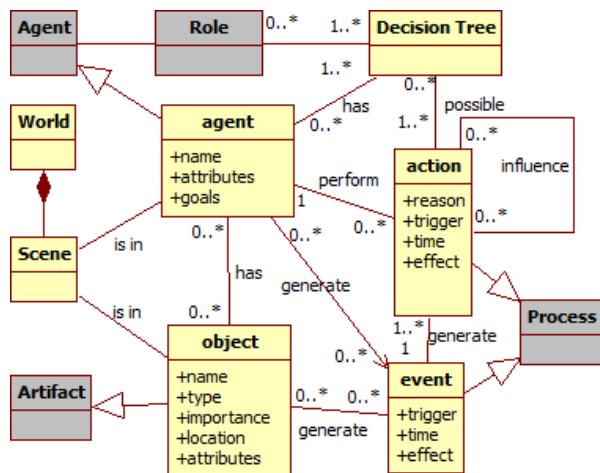 Agent
Role
0..*
1..*
Decision Tree
1..*
has
0..*
0..*
possible
1..*
World
agent
+name
+attributes
+goals
0..*
influence
action
+reason
+trigger
+time
+effect
perform
1
0..*
0..*
Scene
is in
0..*
0..*
has
generate
is in
0..*
0..*
Process
1..*
generate
1
object
+name
+type
+importance
+location
+attributes
Artifact
0..*
0..*
generate
event
+trigger
+time
+effect